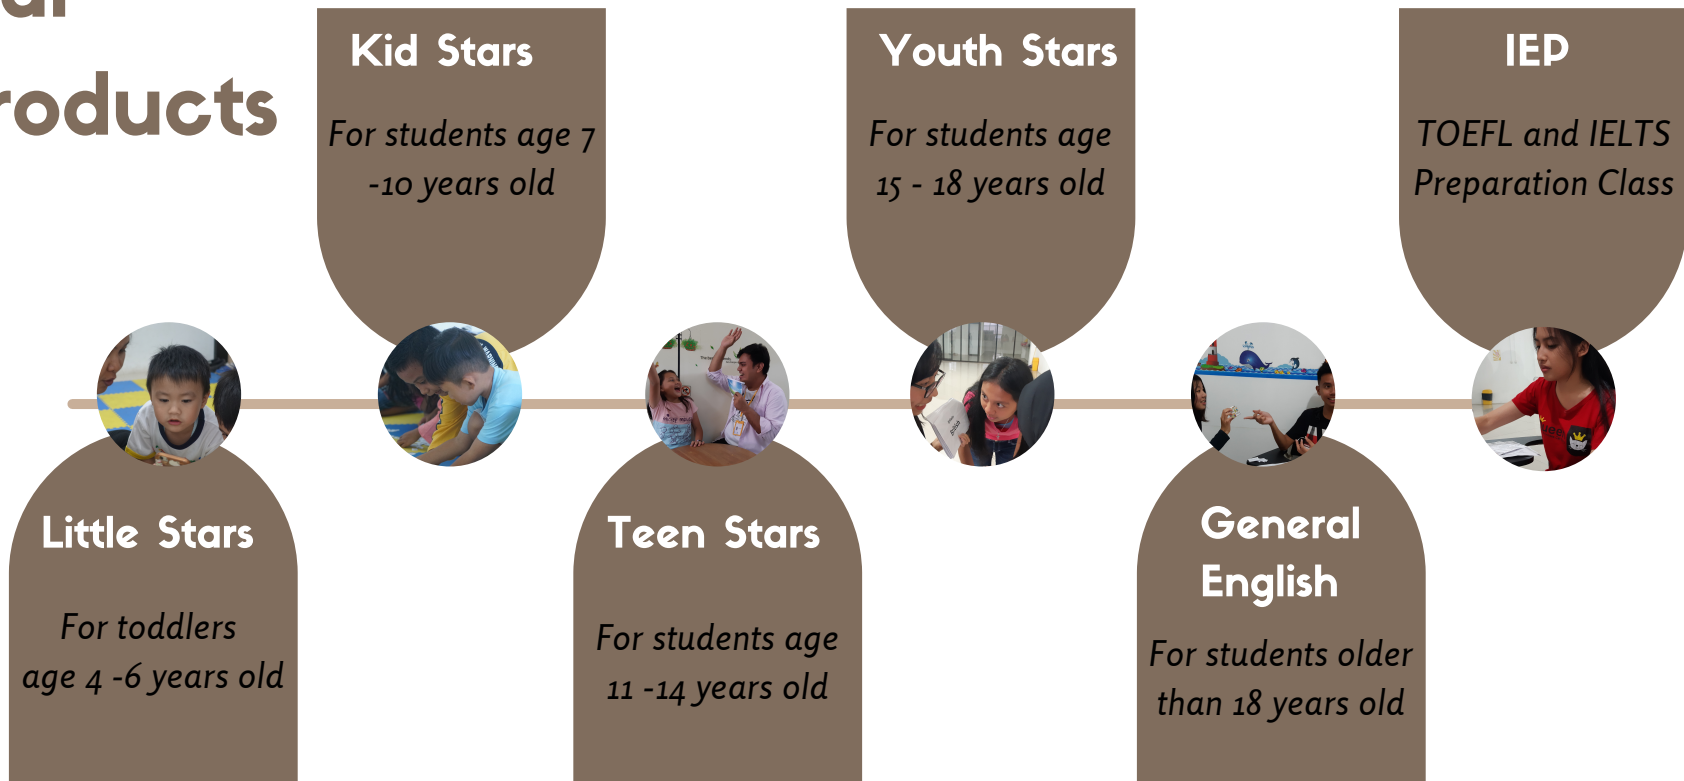 Kid Stars
For students age 7
-10 years old
Youth Stars
For students age
15 - 18 years old
IEP
TOEFL and IELTS
Preparation Class
Little Stars
For toddlers
age 4 -6 years old
Teen Stars
For students age
11 -14 years old
General
English
For students older
than 18 years old